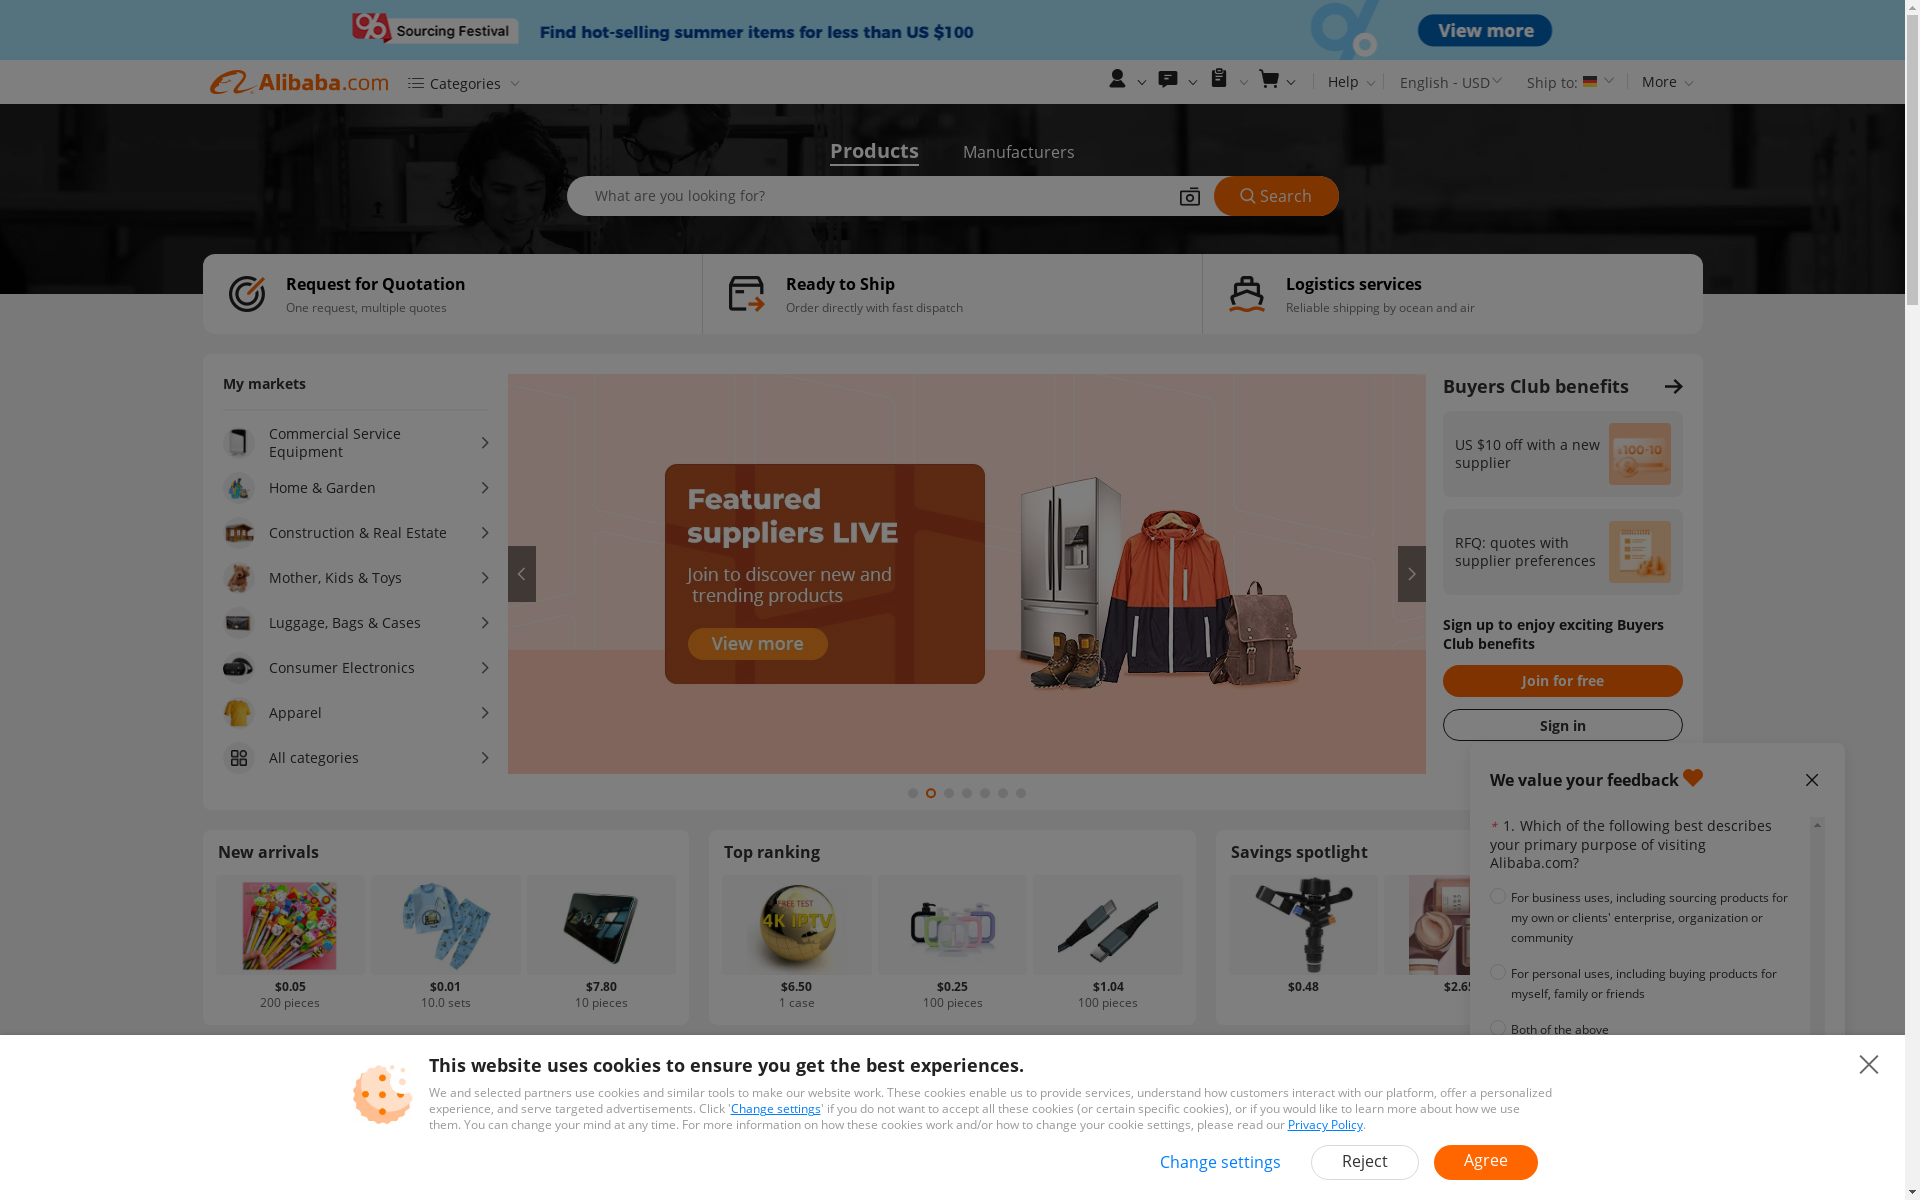 96 Sourcing Festival
Find hot-selling summer items for less than US $100
View more
Alibaba.com
Categories
Help
English - USD
Ship to:
More
Products
Manufacturers
What are you looking for?
Search
Request for Quotation
One request, multiple quotes
Ready to Ship
Order directly with fast dispatch
Logistics services
Reliable shipping by ocean and air
My markets
Commercial Service
Equipment
Home & Garden
Construction & Real Estate
Mother, Kids & Toys
Luggage, Bags & Cases
Consumer Electronics
Apparel
All categories
Featured
suppliers LIVE
Join to discover new and
trending products
View more
Buyers Club benefits
US $10 off with a new
supplier
$100-10
RFQ: quotes with
supplier preferences
Sign up to enjoy exciting Buyers
Club benefits
Join for free
Sign in
We value your feedback
* 1. Which of the following best describes
your primary purpose of visiting
Alibaba.com?
For business uses, including sourcing products for
my own or clients' enterprise, organization or
community
For personal uses, including buying products for
myself, family or friends
Both of the above
New arrivals
$0.05
200 pieces
$0.01
10.0 sets
$7.80
10 pieces
Top ranking
FREE TEST
4K IPTV
$6.50
1 case
$0.25
100 pieces
$1.04
100 pieces
Savings spotlight
$0.48
$2.65
This website uses cookies to ensure you get the best experiences.
We and selected partners use cookies and similar tools to make our website work. These cookies enable us to provide services, understand how customers interact with our platform, offer a personalized
experience, and serve targeted advertisements. Click 'Change settings' if you do not want to accept all these cookies (or certain specific cookies), or if you would like to learn more about how we use
them. You can change your mind at any time. For more information on how these cookies work and/or how to change your cookie settings, please read our Privacy Policy.
Change settings
Reject
Agree